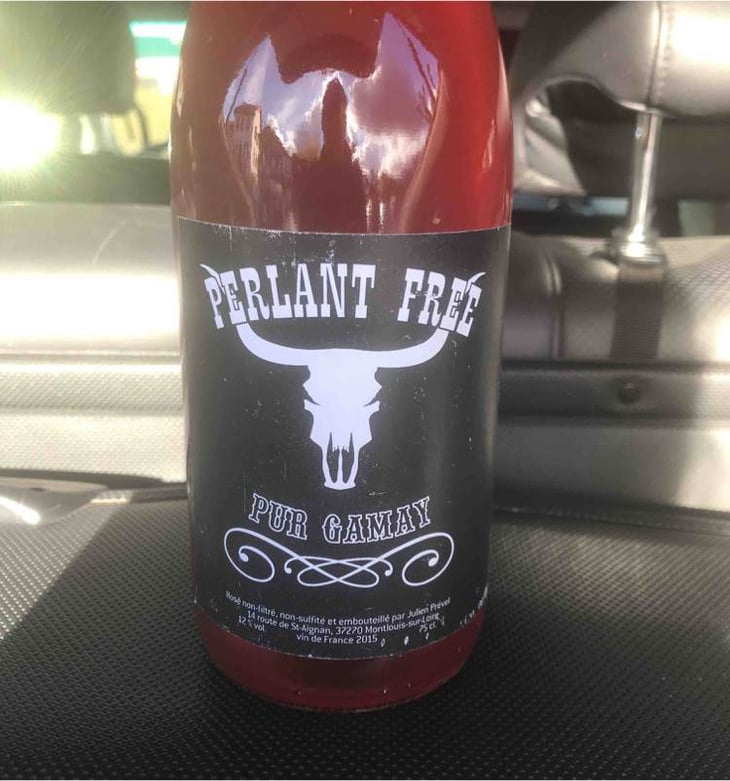 PERLANT FREE
PUR GAMAY
Rosé non-filtré, non-sulfité et embouteillé par Julien Prével
14 route de St-Aignan, 37270 Montlouis-sur-Loire
12 % vol. vin de France 2015 75 cl